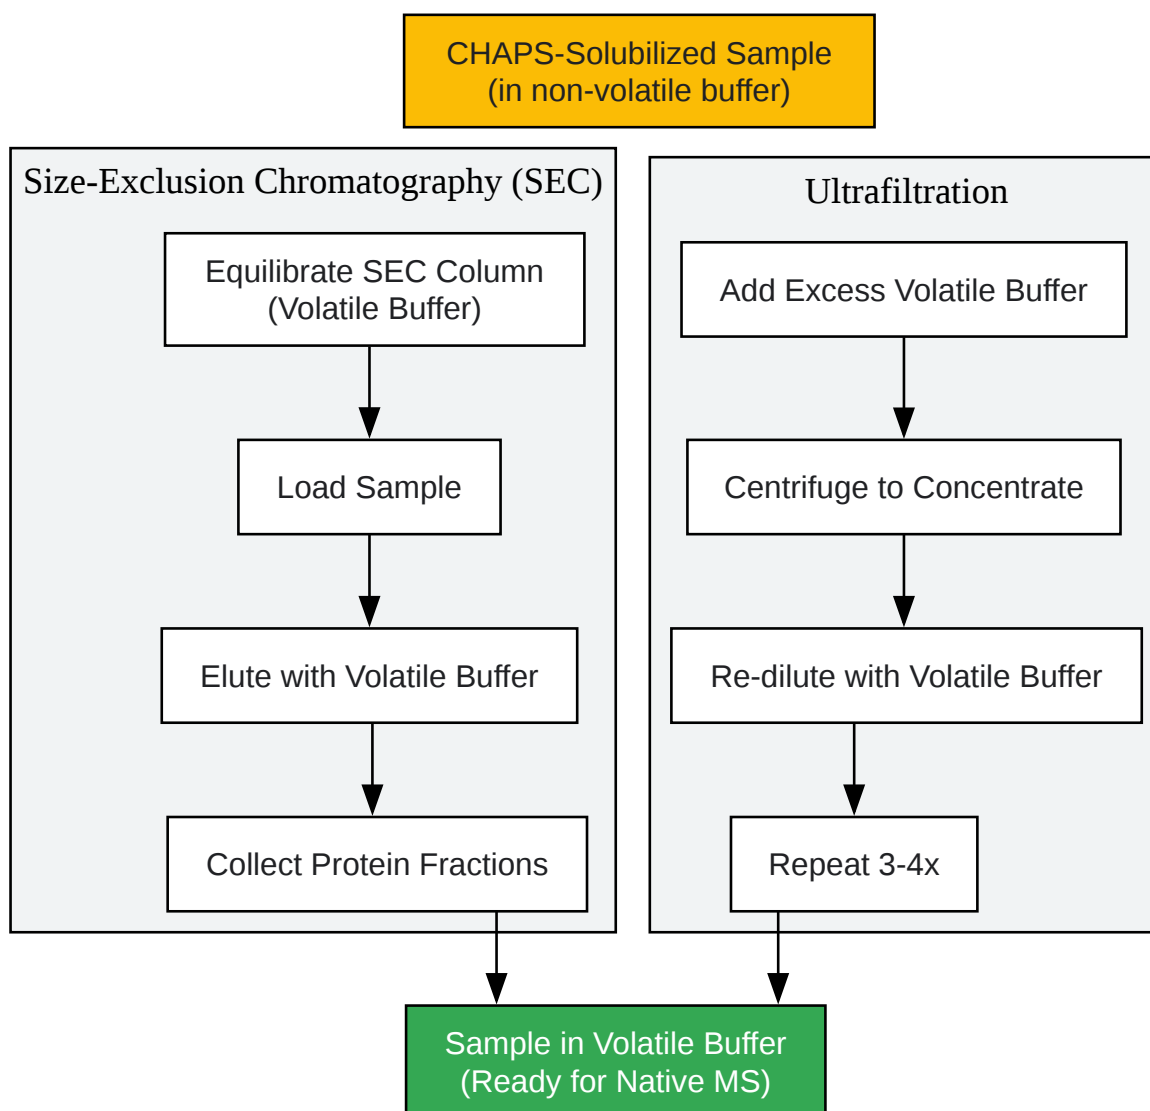 CHAPS-Solubilized Sample
(in non-volatile buffer)
Size-Exclusion Chromatography (SEC)
Equilibrate SEC Column
(Volatile Buffer)
Load Sample
Elute with Volatile Buffer
Collect Protein Fractions
Ultrafiltration
Add Excess Volatile Buffer
Centrifuge to Concentrate
Re-dilute with Volatile Buffer
Repeat 3-4x
Sample in Volatile Buffer
(Ready for Native MS)